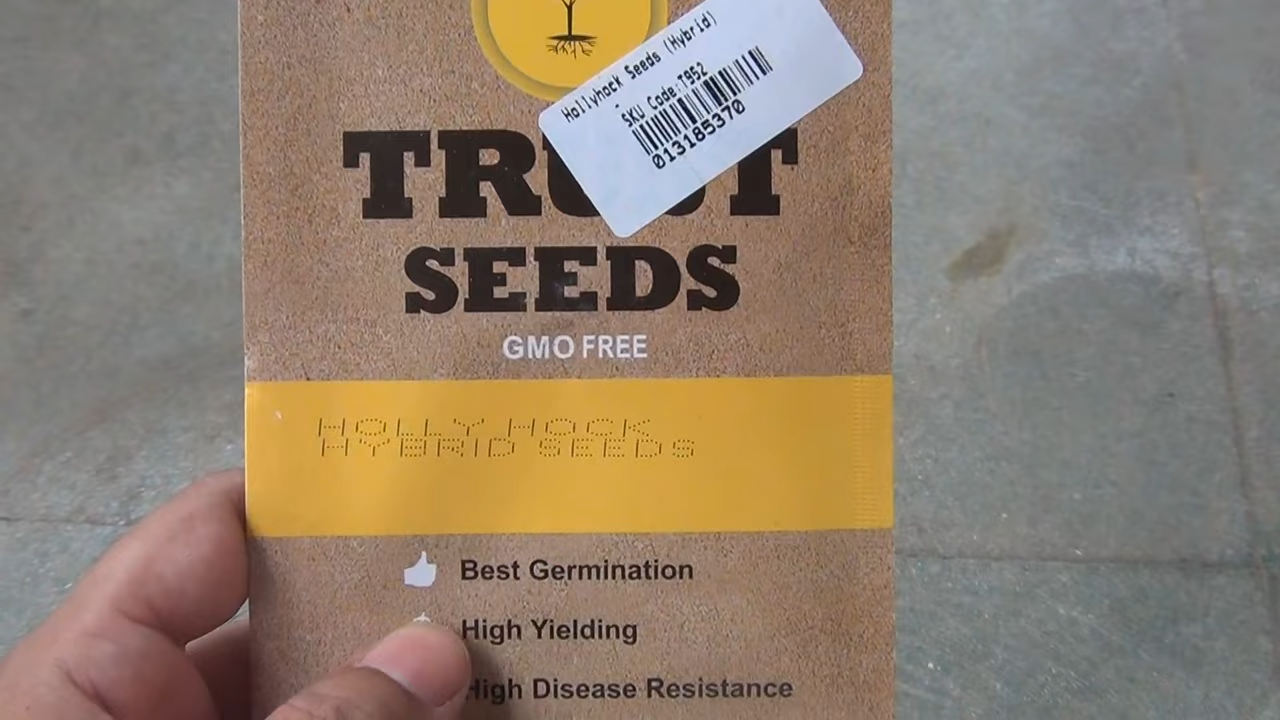 Hollyhock Seeds (Hybrid)
SKU Code:T952
013185370
TRUST
SEEDS
GMO FREE
HOLLY HOCK
HYBRID SEEDs
Best Germination
High Yielding
High Disease Resistance